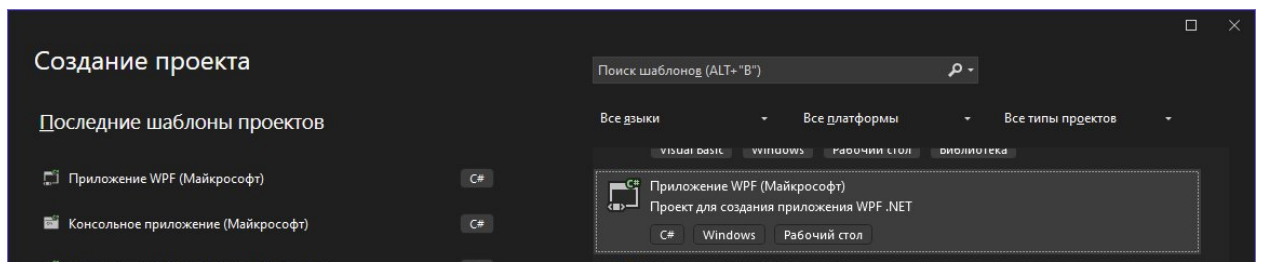 Создание проекта
Поиск шаблонов (ALT+"В")
Последние шаблоны проектов
Все языки
Все платформы
Все типы проектов
Visual Basic
Windows
Рабочий стол
Библиотека
Приложение WPF (Майкрософт)
C#
Консольное приложение (Майкрософт)
C#
Приложение WPF (Майкрософт)
Проект для создания приложения WPF .NET
C#
Windows
Рабочий стол